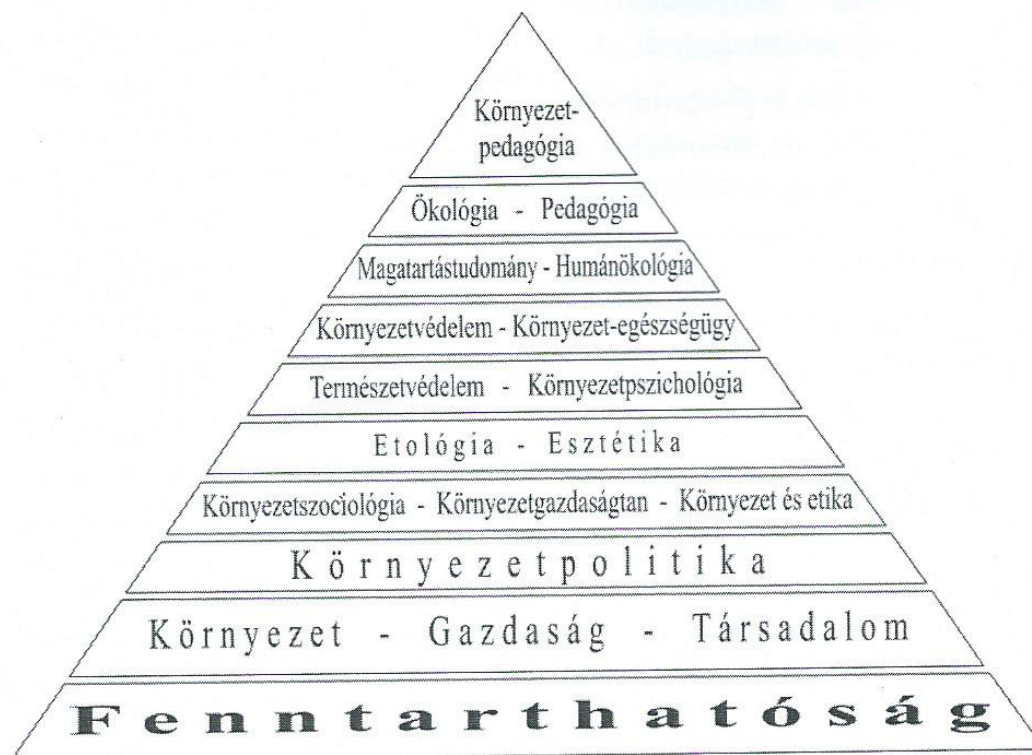 Környezet-
pedagógia
Ökológia - Pedagógia
Magatartástudomány - Humánökológia
Környezetvédelem - Környezet-egészségügy
Természetvédelem - Környezetpszichológia
Etológia - Esztétika
Környezetszociológia - Környezetgazdaságtan - Környezet és etika
Környezetpolitika
Környezet - Gazdaság - Társadalom
Fenntarthatóság